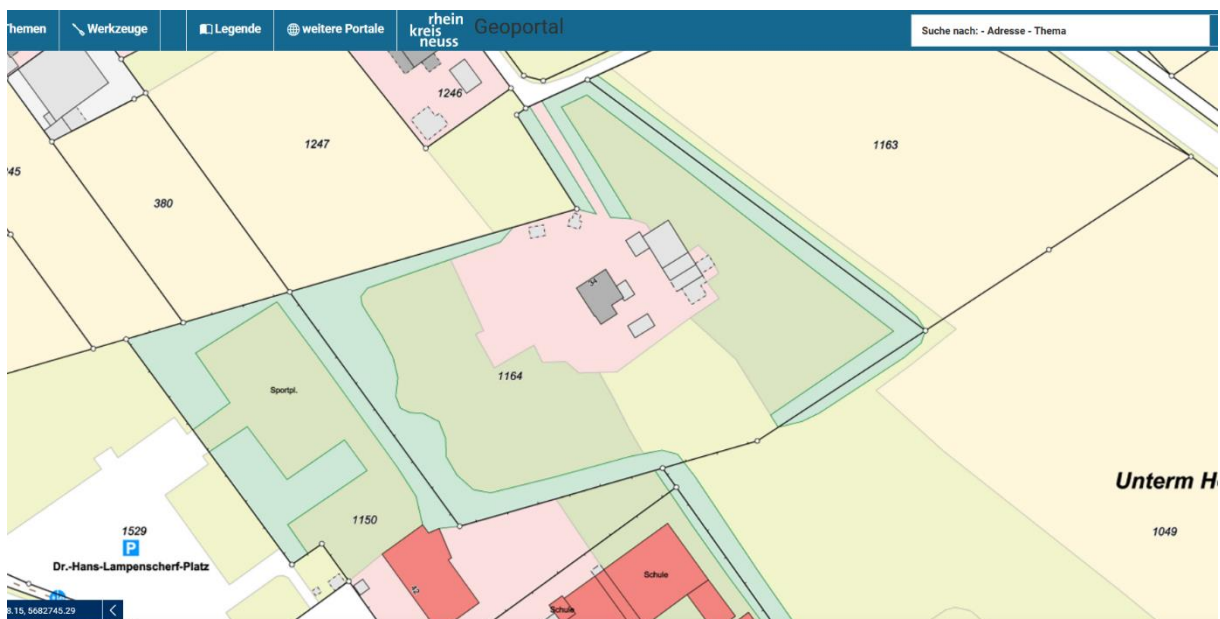 Themen
Werkzeuge
Legende
weitere Portale
rhein
kreis
neuss
Geoportal
Suche nach: - Adresse - Thema
1246
1247
1163
45
380
34
1164
Sportpl.
1150
1529
P
Dr.-Hans-Lampenscherf-Platz
Unterm H
1049
Schule
Schule
8.15, 5682745.29